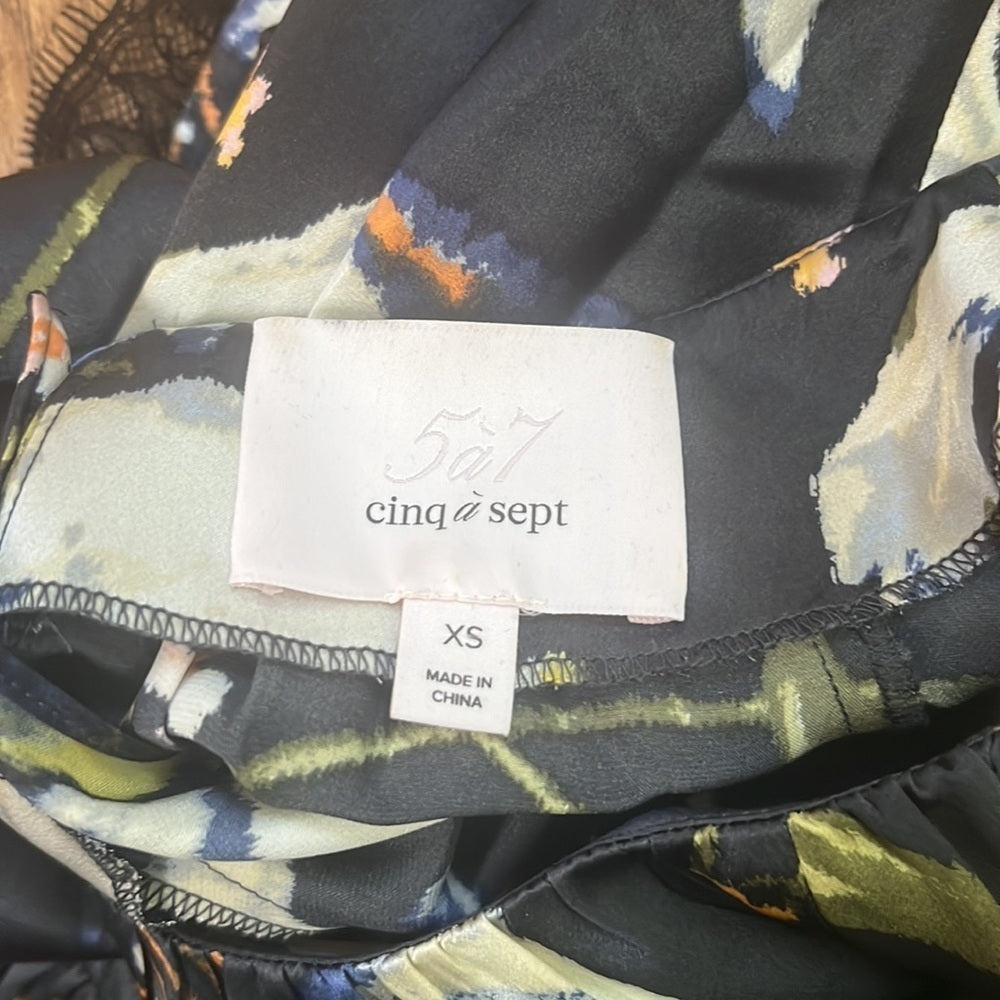 5à7
cinq à sept
XS
MADE IN
CHINA